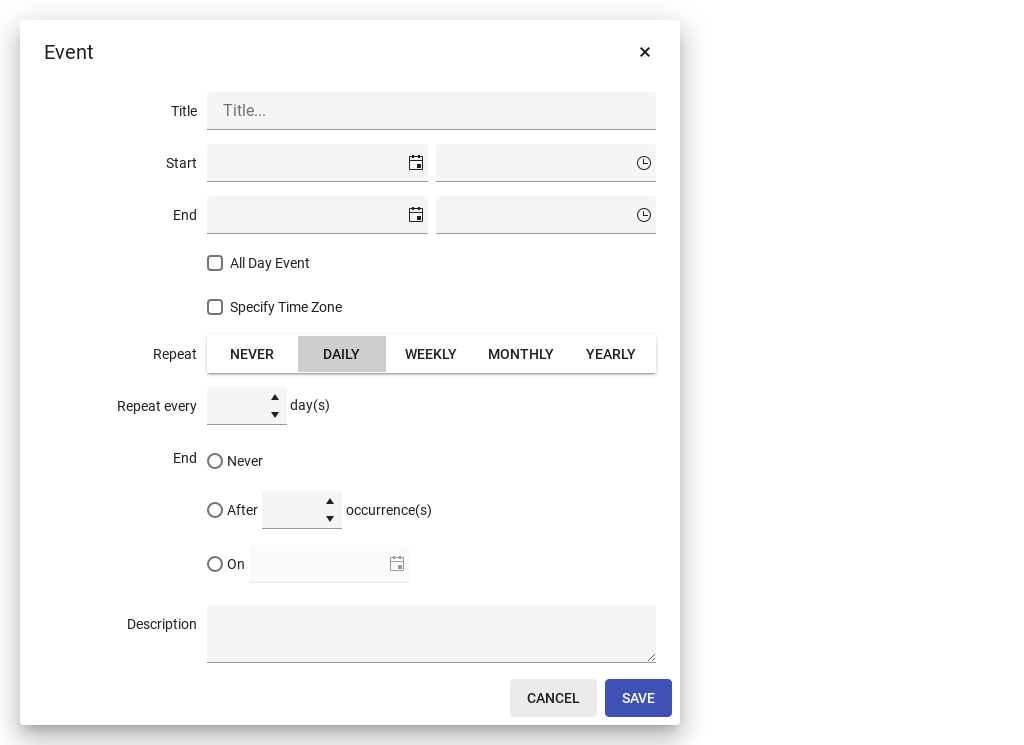 Event
Title Title...
Start
End
All Day Event
Specify Time Zone
Repeat NEVER DAILY WEEKLY MONTHLY YEARLY
Repeat every day(s)
End Never
After occurrence(s)
On
Description
CANCEL SAVE